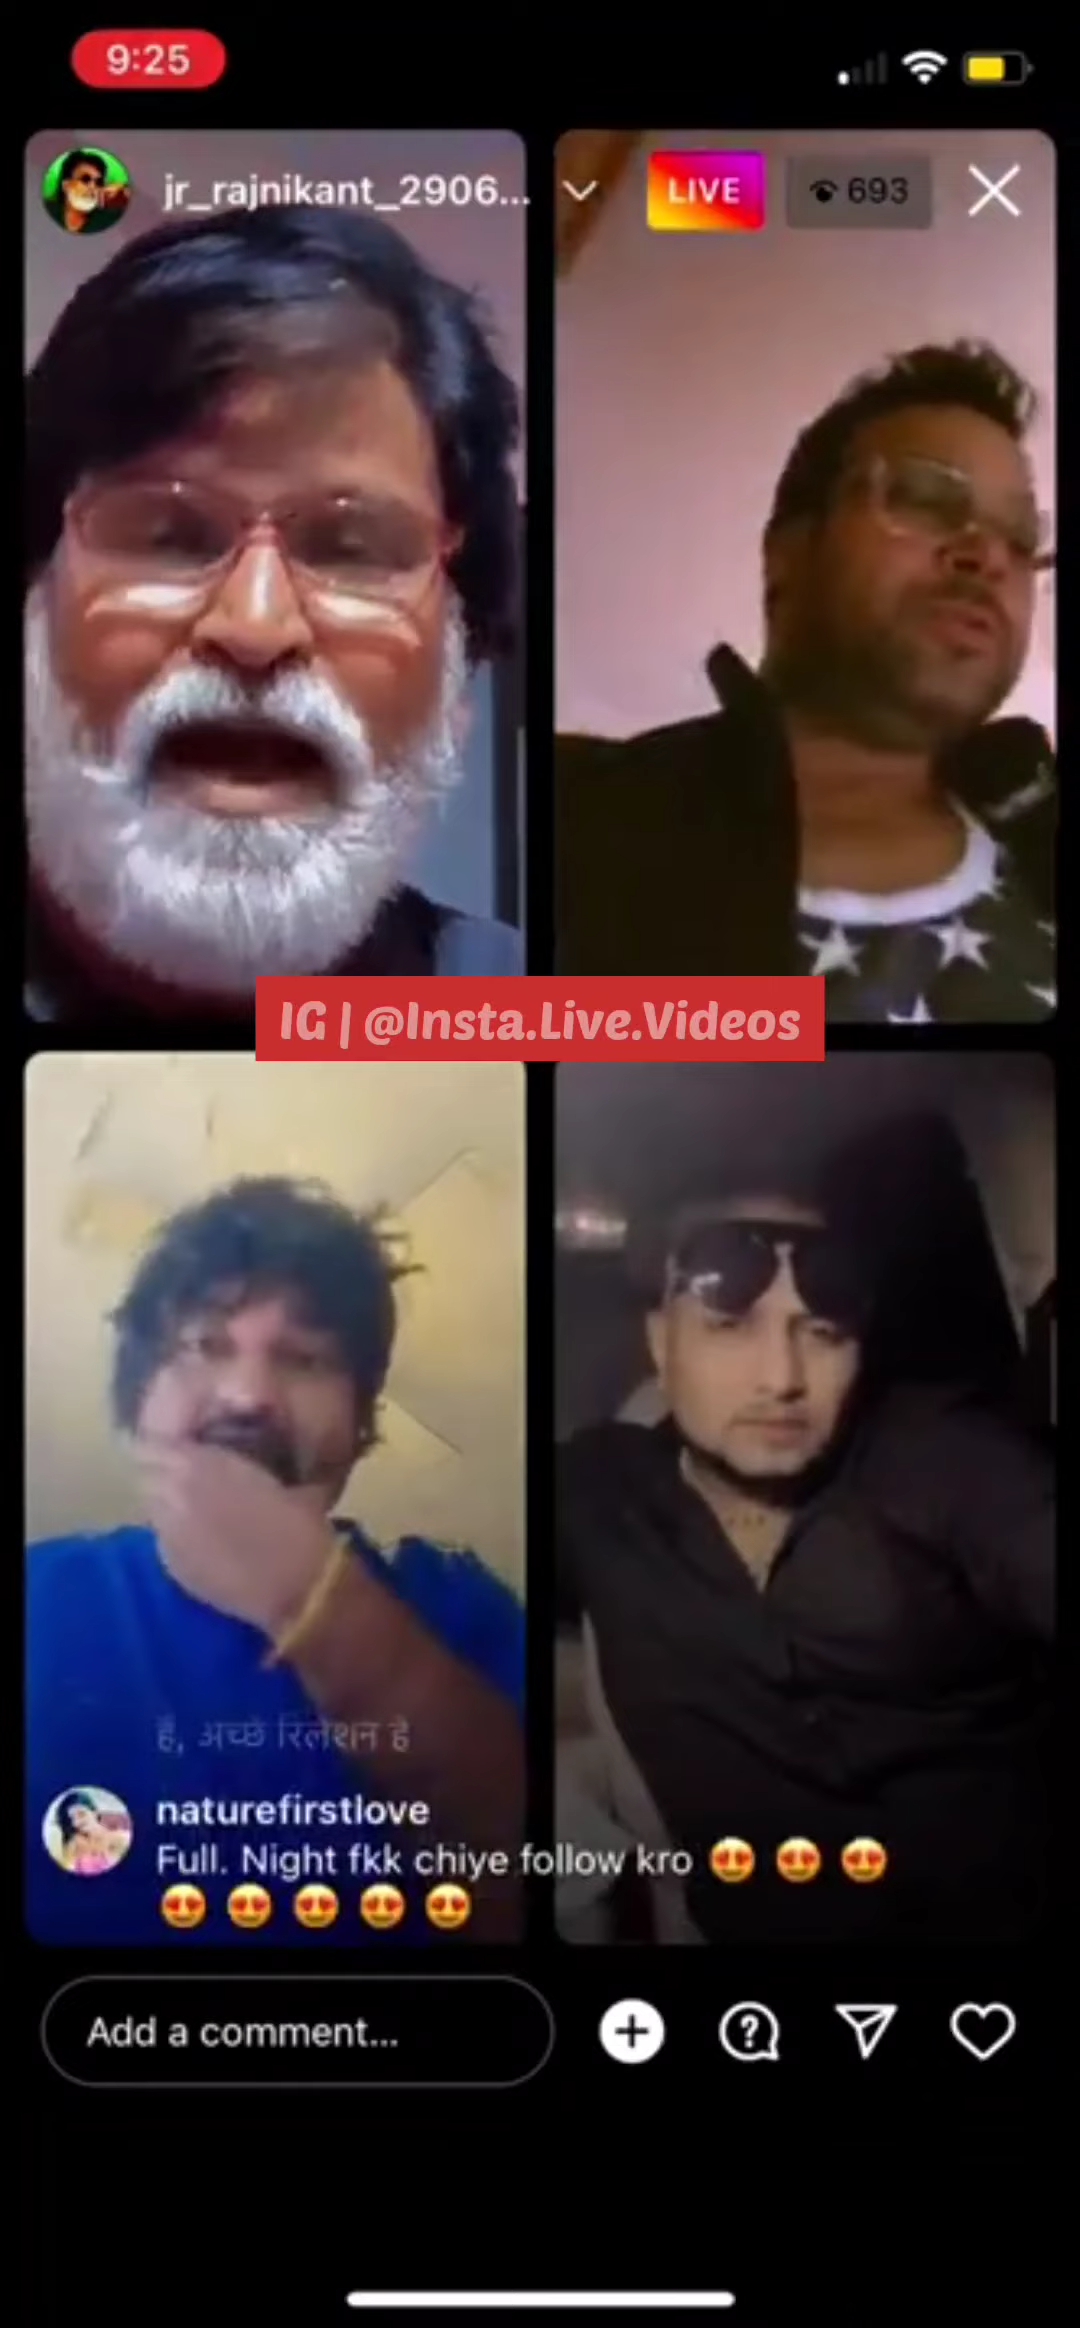 9:25
jr_rajnikant_2906...
LIVE
693
IG | @Insta.Live.Videos
है, अच्छे रिलेशन हे
naturefirstlove
Full. Night fkk chiye follow kro 😍 😍 😍
😍 😍 😍 😍 😍
Add a comment...